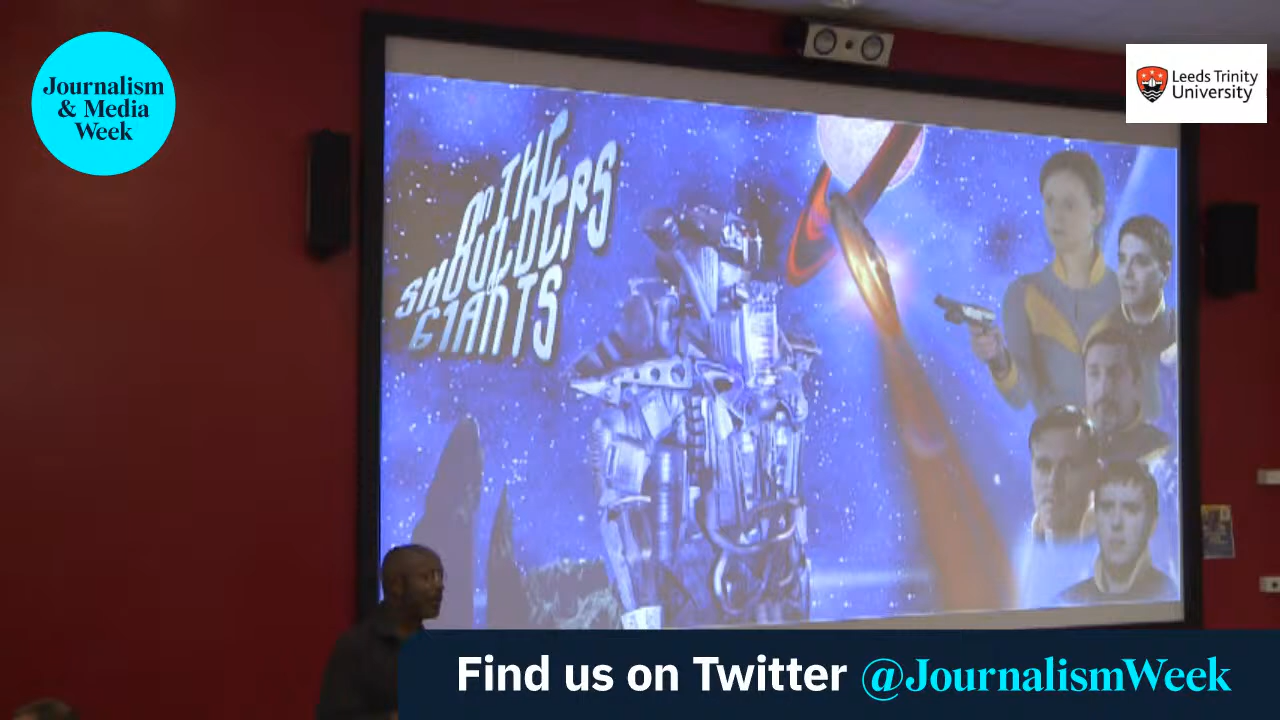 Journalism
& Media
Week
Leeds Trinity
University
ON THE
SHOULDERS
OF
GIANTS
Find us on Twitter @JournalismWeek